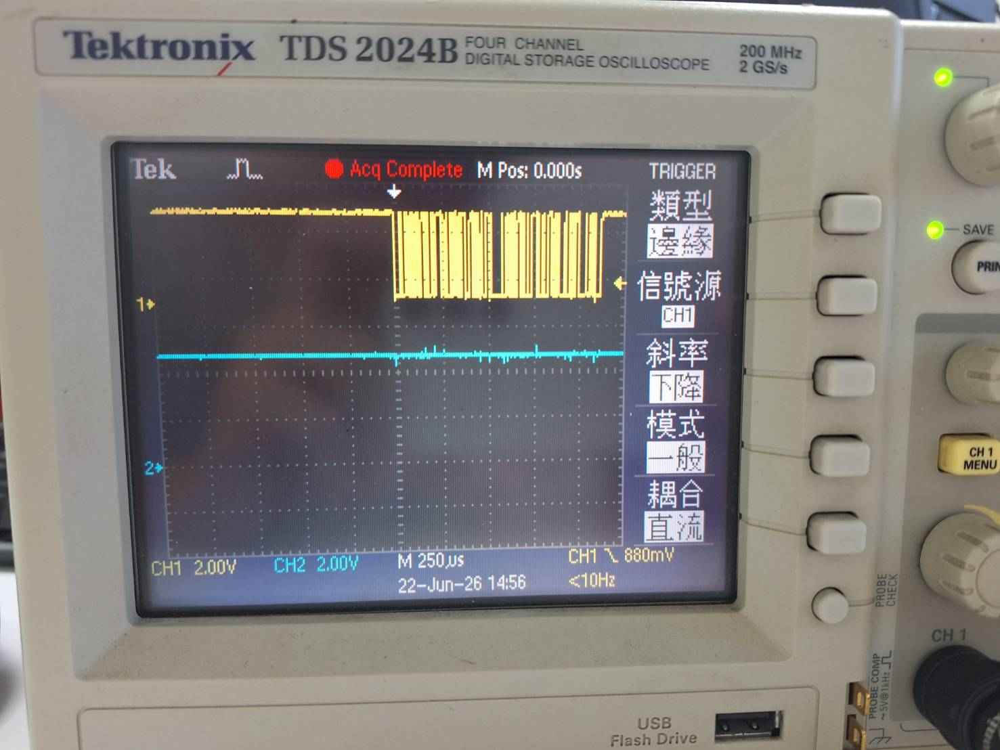 Tektronix TDS 2024B FOUR CHANNEL DIGITAL STORAGE OSCILLOSCOPE 200 MHz 2 GS/s
Tek Acq Complete M Pos: 0.000s TRIGGER
類型
邊緣
信號源
CH1
斜率
下降
模式
一般
耦合
直流
1
2
CH1 2.00V CH2 2.00V M 250µs CH1 880mV
22-Jun-26 14:56 <10Hz
SAVE
PRIN
CH 1
MENU
PROBE CHECK
CH 1
PROBE COMP
~5V@1kHz
USB
Flash Drive